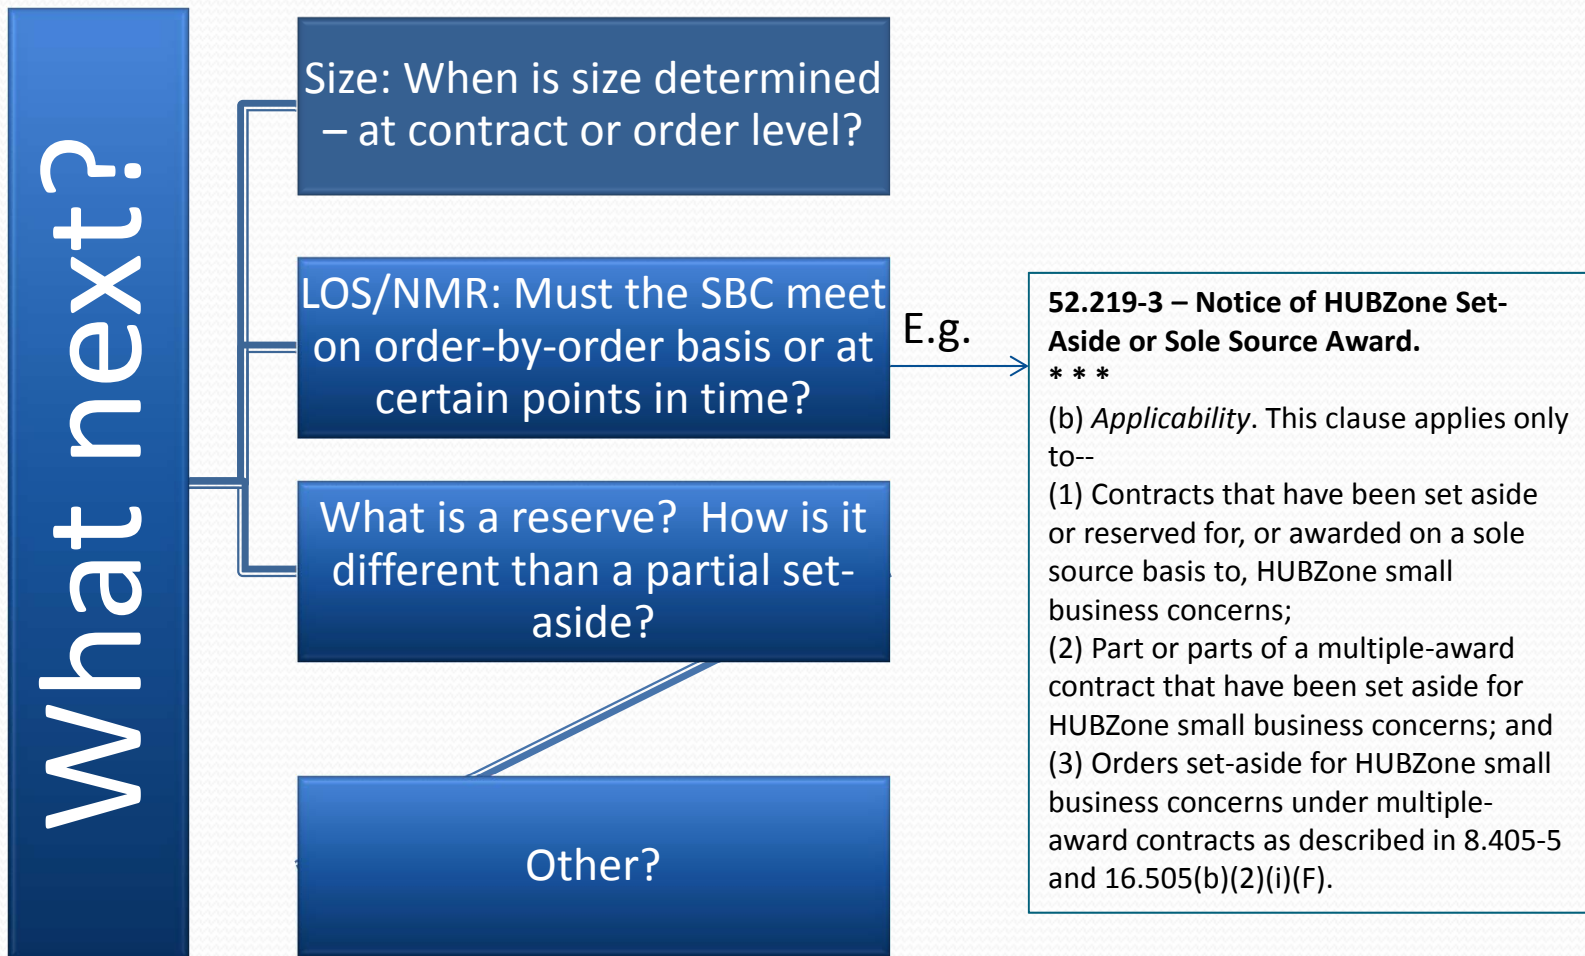 What next?
Size: When is size determined
– at contract or order level?
LOS/NMR: Must the SBC meet
on order-by-order basis or at
certain points in time?
E.g.
What is a reserve?  How is it
different than a partial set-
aside?
Other?
52.219-3 – Notice of HUBZone Set-
Aside or Sole Source Award.
* * *
(b) Applicability. This clause applies only
to--
(1) Contracts that have been set aside
or reserved for, or awarded on a sole
source basis to, HUBZone small
business concerns;
(2) Part or parts of a multiple-award
contract that have been set aside for
HUBZone small business concerns; and
(3) Orders set-aside for HUBZone small
business concerns under multiple-
award contracts as described in 8.405-5
and 16.505(b)(2)(i)(F).